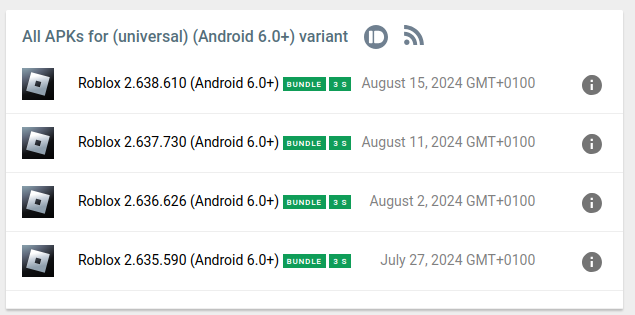 All APKs for (universal) (Android 6.0+) variant
Roblox 2.638.610 (Android 6.0+) BUNDLE 3 S August 15, 2024 GMT+0100
Roblox 2.637.730 (Android 6.0+) BUNDLE 3 S August 11, 2024 GMT+0100
Roblox 2.636.626 (Android 6.0+) BUNDLE 3 S August 2, 2024 GMT+0100
Roblox 2.635.590 (Android 6.0+) BUNDLE 3 S July 27, 2024 GMT+0100